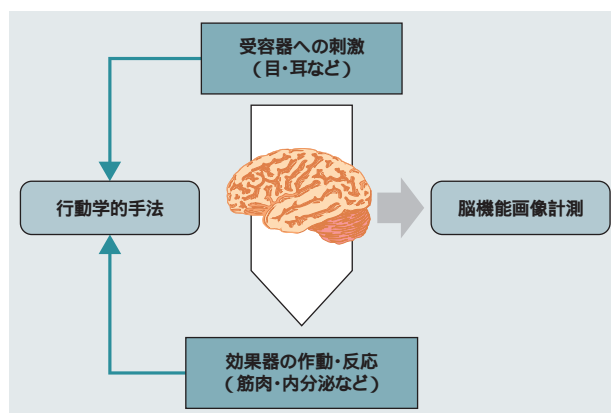 受容器への刺激
(目・耳など)
行動学的手法
脳機能画像計測
効果器の作動・反応
(筋肉・内分泌など)